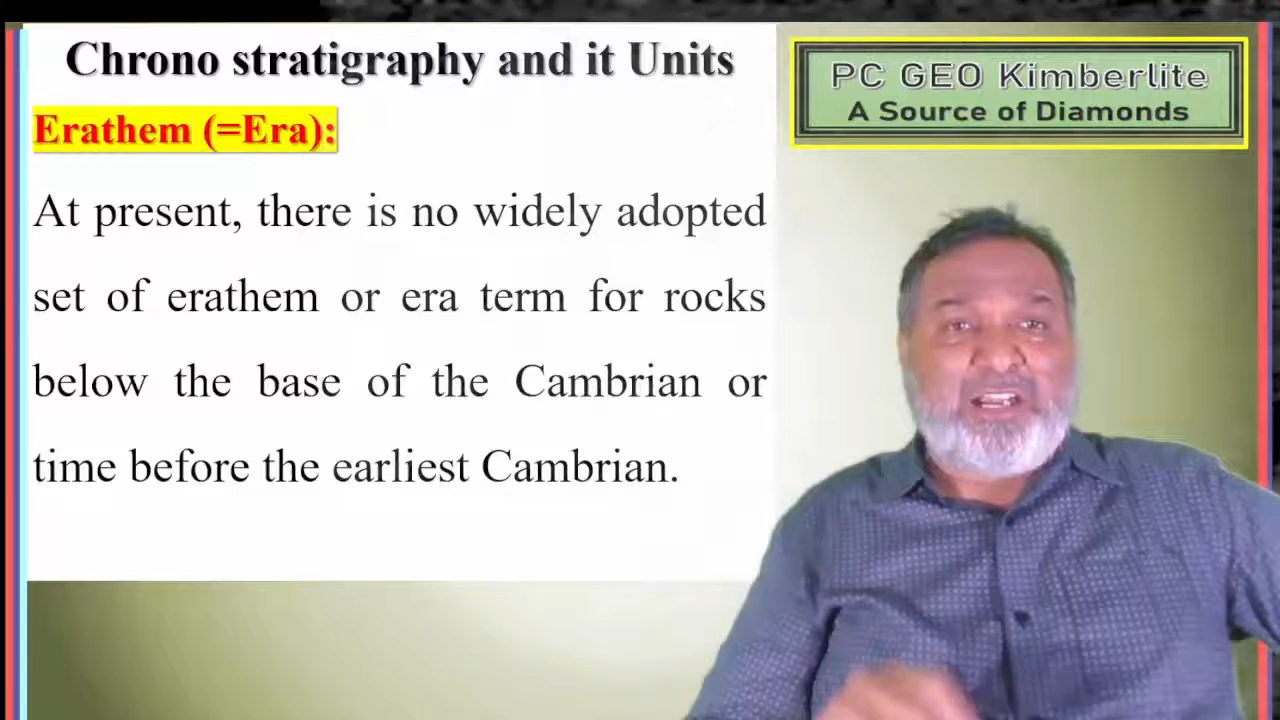 Chrono stratigraphy and it Units
Erathem (=Era):
At present, there is no widely adopted
set of erathem or era term for rocks
below the base of the Cambrian or
time before the earliest Cambrian.
PC GEO Kimberlite
A Source of Diamonds